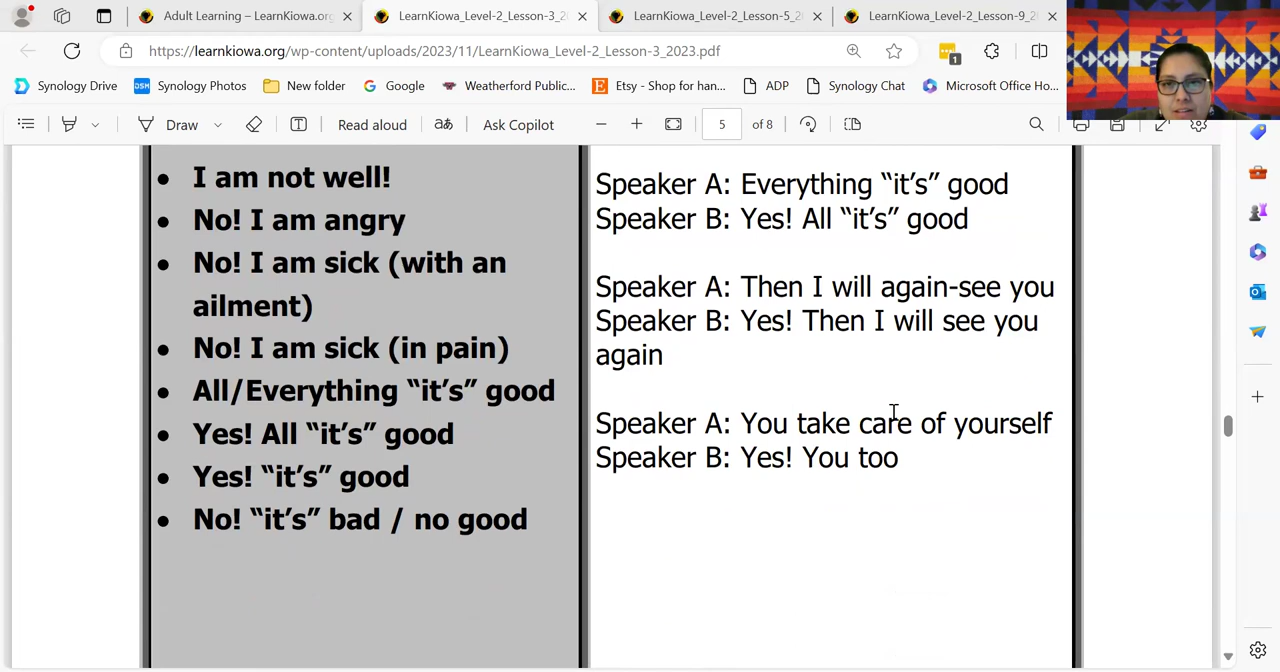 Adult Learning – LearnKiowa.org
LearnKiowa_Level-2_Lesson-3_2
LearnKiowa_Level-2_Lesson-5_2
LearnKiowa_Level-2_Lesson-9_2
https://learnkiowa.org/wp-content/uploads/2023/11/LearnKiowa_Level-2_Lesson-3_2023.pdf
1
Synology Drive
DSM
Synology Photos
New folder
Google
Weatherford Public...
Etsy - Shop for han...
ADP
Synology Chat
Microsoft Office Ho...
Draw
Read aloud
aあ
Ask Copilot
5
of 8
• I am not well!
• No! I am angry
• No! I am sick (with an
ailment)
• No! I am sick (in pain)
• All/Everything “it’s” good
• Yes! All “it’s” good
• Yes! “it’s” good
• No! “it’s” bad / no good
Speaker A: Everything “it’s” good
Speaker B: Yes! All “it’s” good
Speaker A: Then I will again-see you
Speaker B: Yes! Then I will see you
again
Speaker A: You take care of yourself
Speaker B: Yes! You too